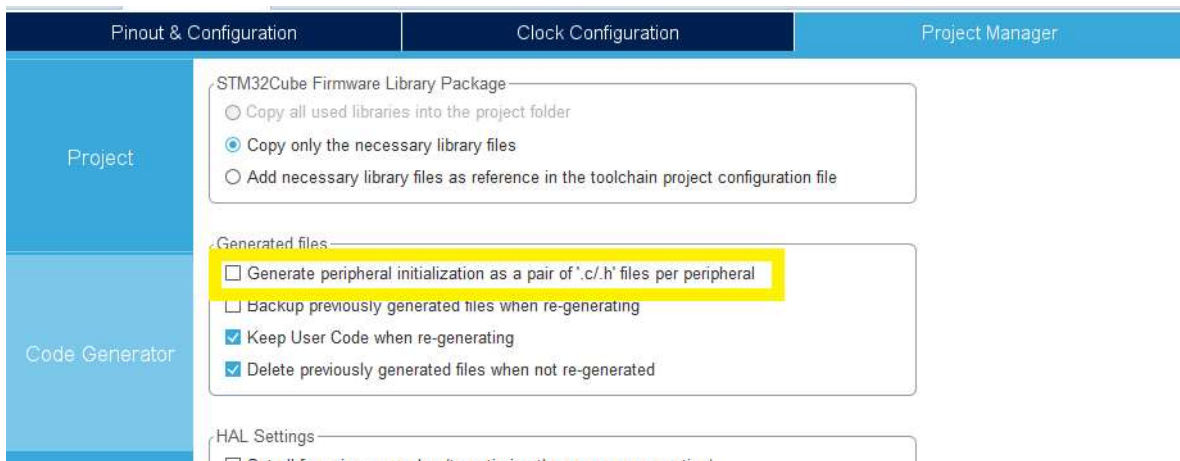 Pinout & Configuration
Clock Configuration
Project Manager
Project
Code Generator
STM32Cube Firmware Library Package
Copy all used libraries into the project folder
Copy only the necessary library files
Add necessary library files as reference in the toolchain project configuration file
Generated files
Generate peripheral initialization as a pair of '.c/.h' files per peripheral
Backup previously generated files when re-generating
Keep User Code when re-generating
Delete previously generated files when not re-generated
HAL Settings